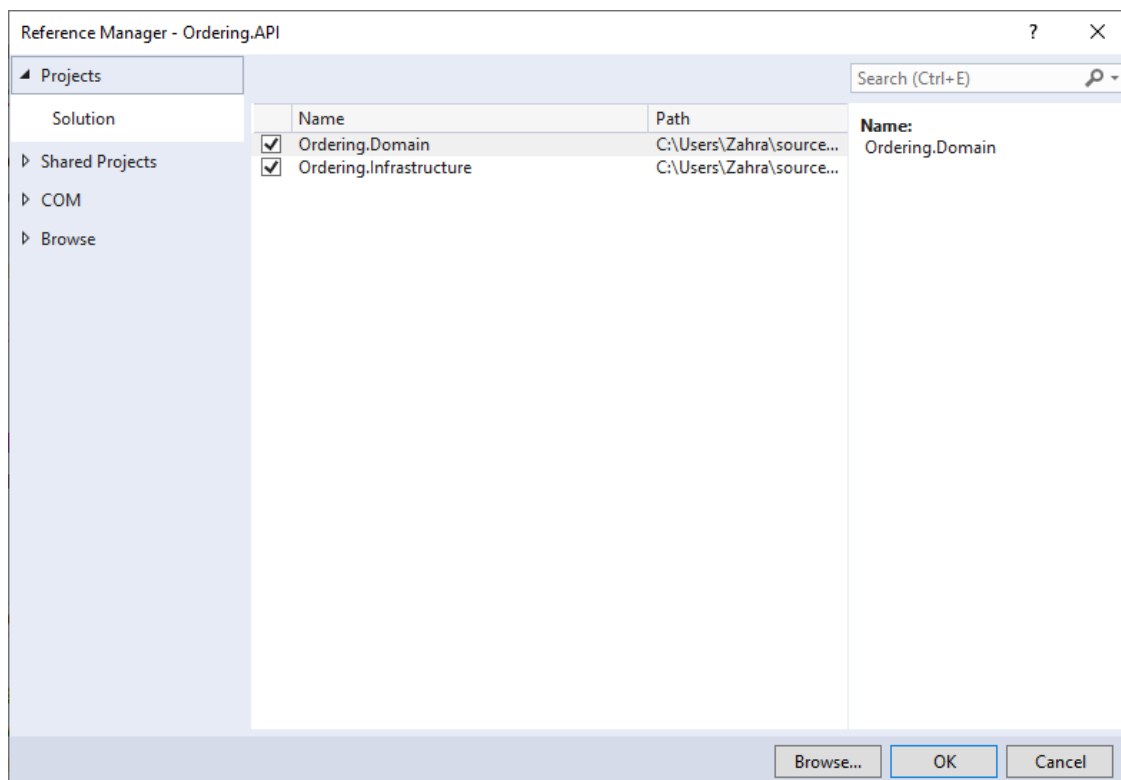 Reference Manager - Ordering.API
?
Projects
Search (Ctrl+E)
Solution
Shared Projects
COM
Browse
Name Path
Ordering.Domain C:\Users\Zahra\source...
Ordering.Infrastructure C:\Users\Zahra\source...
Name:
Ordering.Domain
Browse... OK Cancel